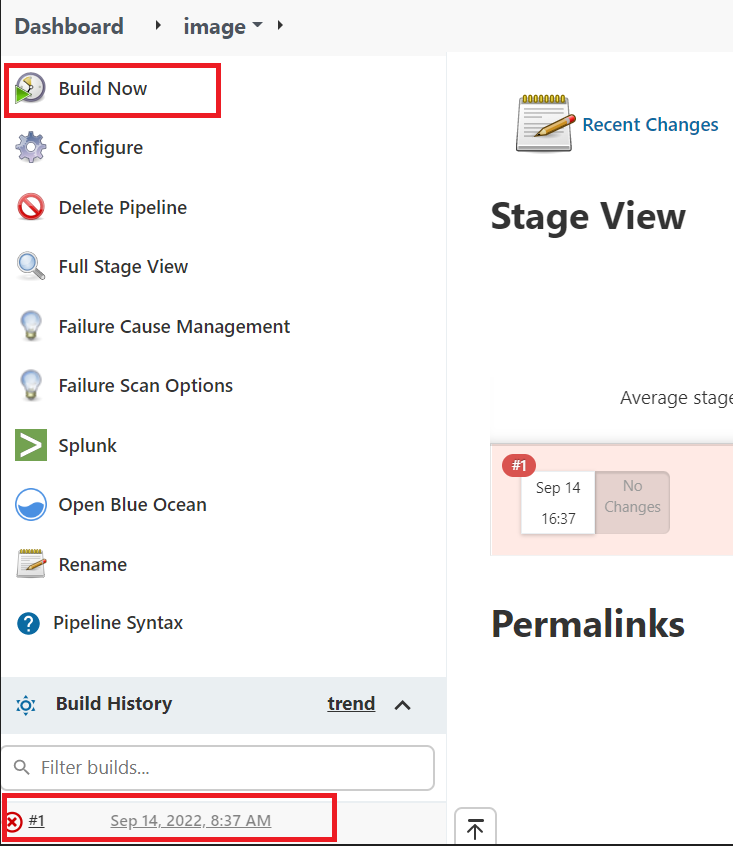 Dashboard
image
Build Now
Configure
Delete Pipeline
Full Stage View
Failure Cause Management
Failure Scan Options
Splunk
Open Blue Ocean
Rename
Pipeline Syntax
Build History trend
Filter builds...
#1 Sep 14, 2022, 8:37 AM
Recent Changes
Stage View
Average stage
#1
Sep 14
16:37
No
Changes
Permalinks